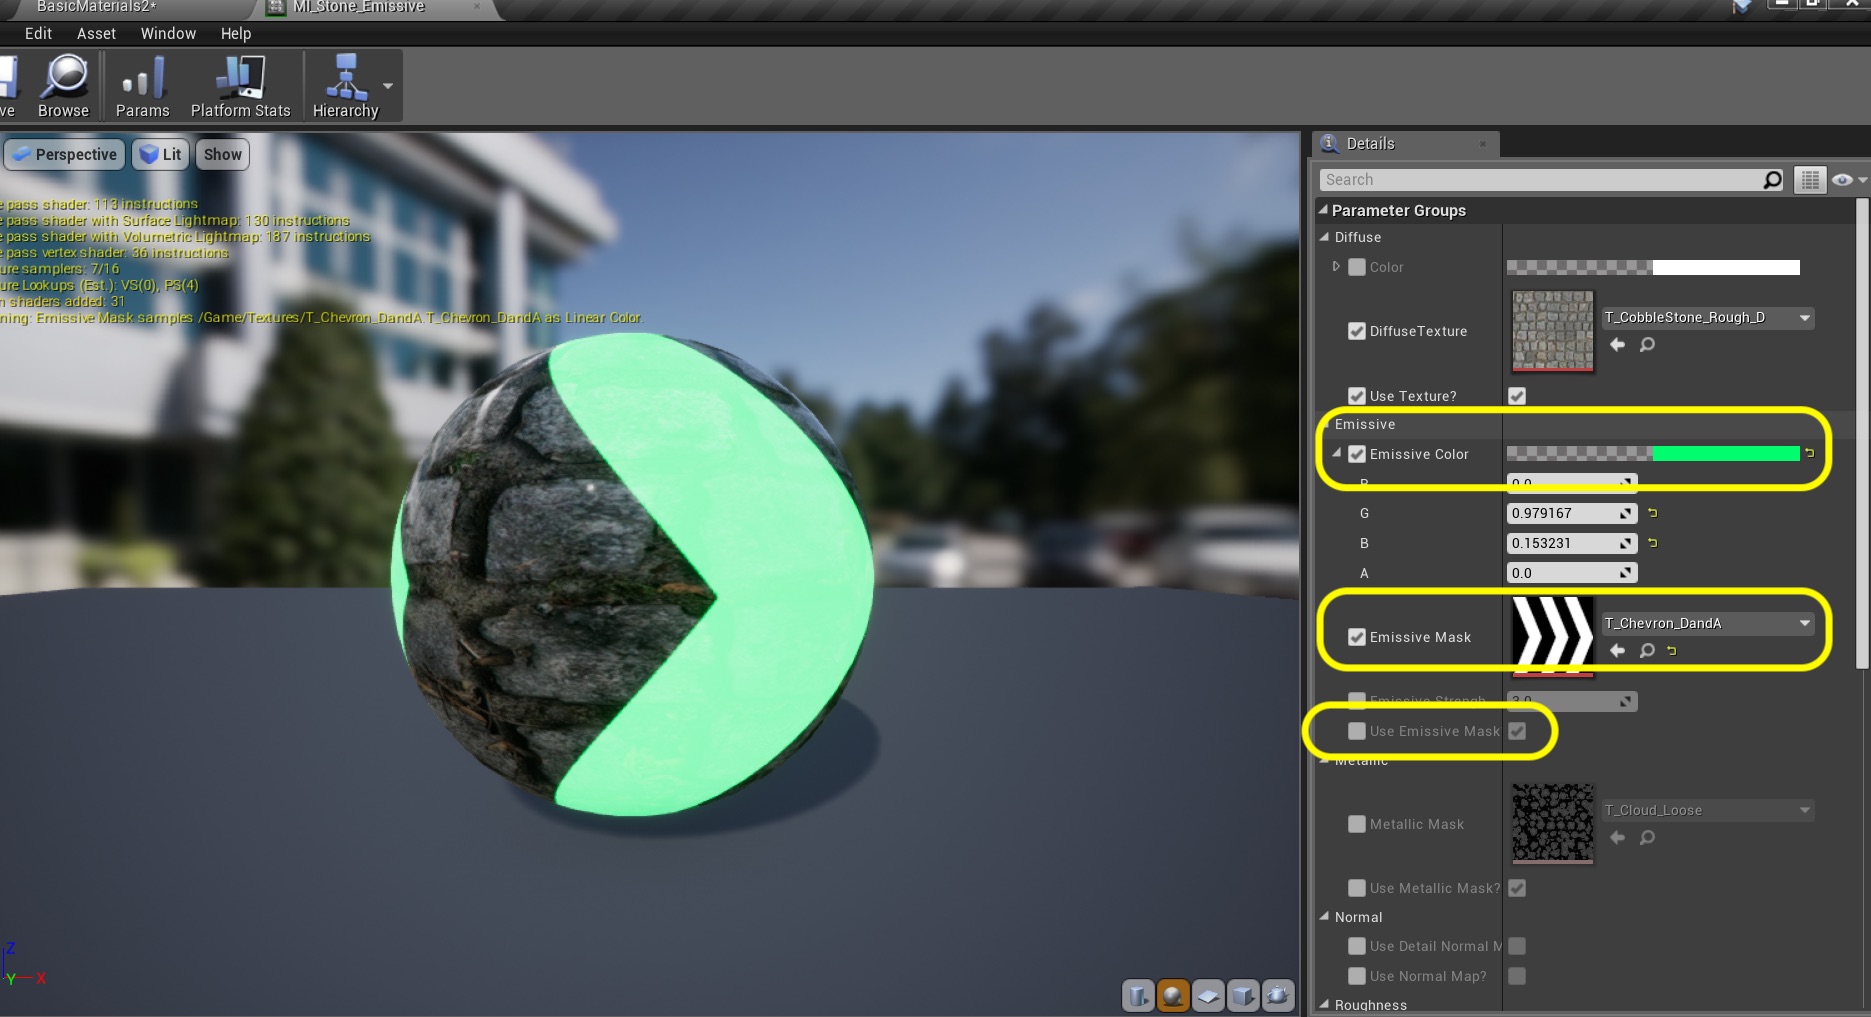 BasicMaterials2*
MI_Stone_Emissive
Edit Asset Window Help
ve Browse Params Platform Stats Hierarchy
Perspective Lit Show
e pass shader: 113 instructions
e pass shader with Surface Lightmap: 130 instructions
e pass shader with Volumetric Lightmap: 187 instructions
e pass vertex shader: 36 instructions
ure samplers: 7/16
ure Lookups (Est.): VS(0), PS(4)
n shaders added: 31
ning: Emissive Mask samples /Game/Textures/T_Chevron_DandA.T_Chevron_DandA as Linear Color.
Z
Y X
Details
Search
Parameter Groups
Diffuse
Color
DiffuseTexture T_CobbleStone_Rough_D
Use Texture?
Emissive
Emissive Color
R 0.0
G 0.979167
B 0.153231
A 0.0
Emissive Mask T_Chevron_DandA
Emissive Strengh 3.0
Use Emissive Mask
Metallic
Metallic Mask T_Cloud_Loose
Use Metallic Mask?
Normal
Use Detail Normal M
Use Normal Map?
Roughness